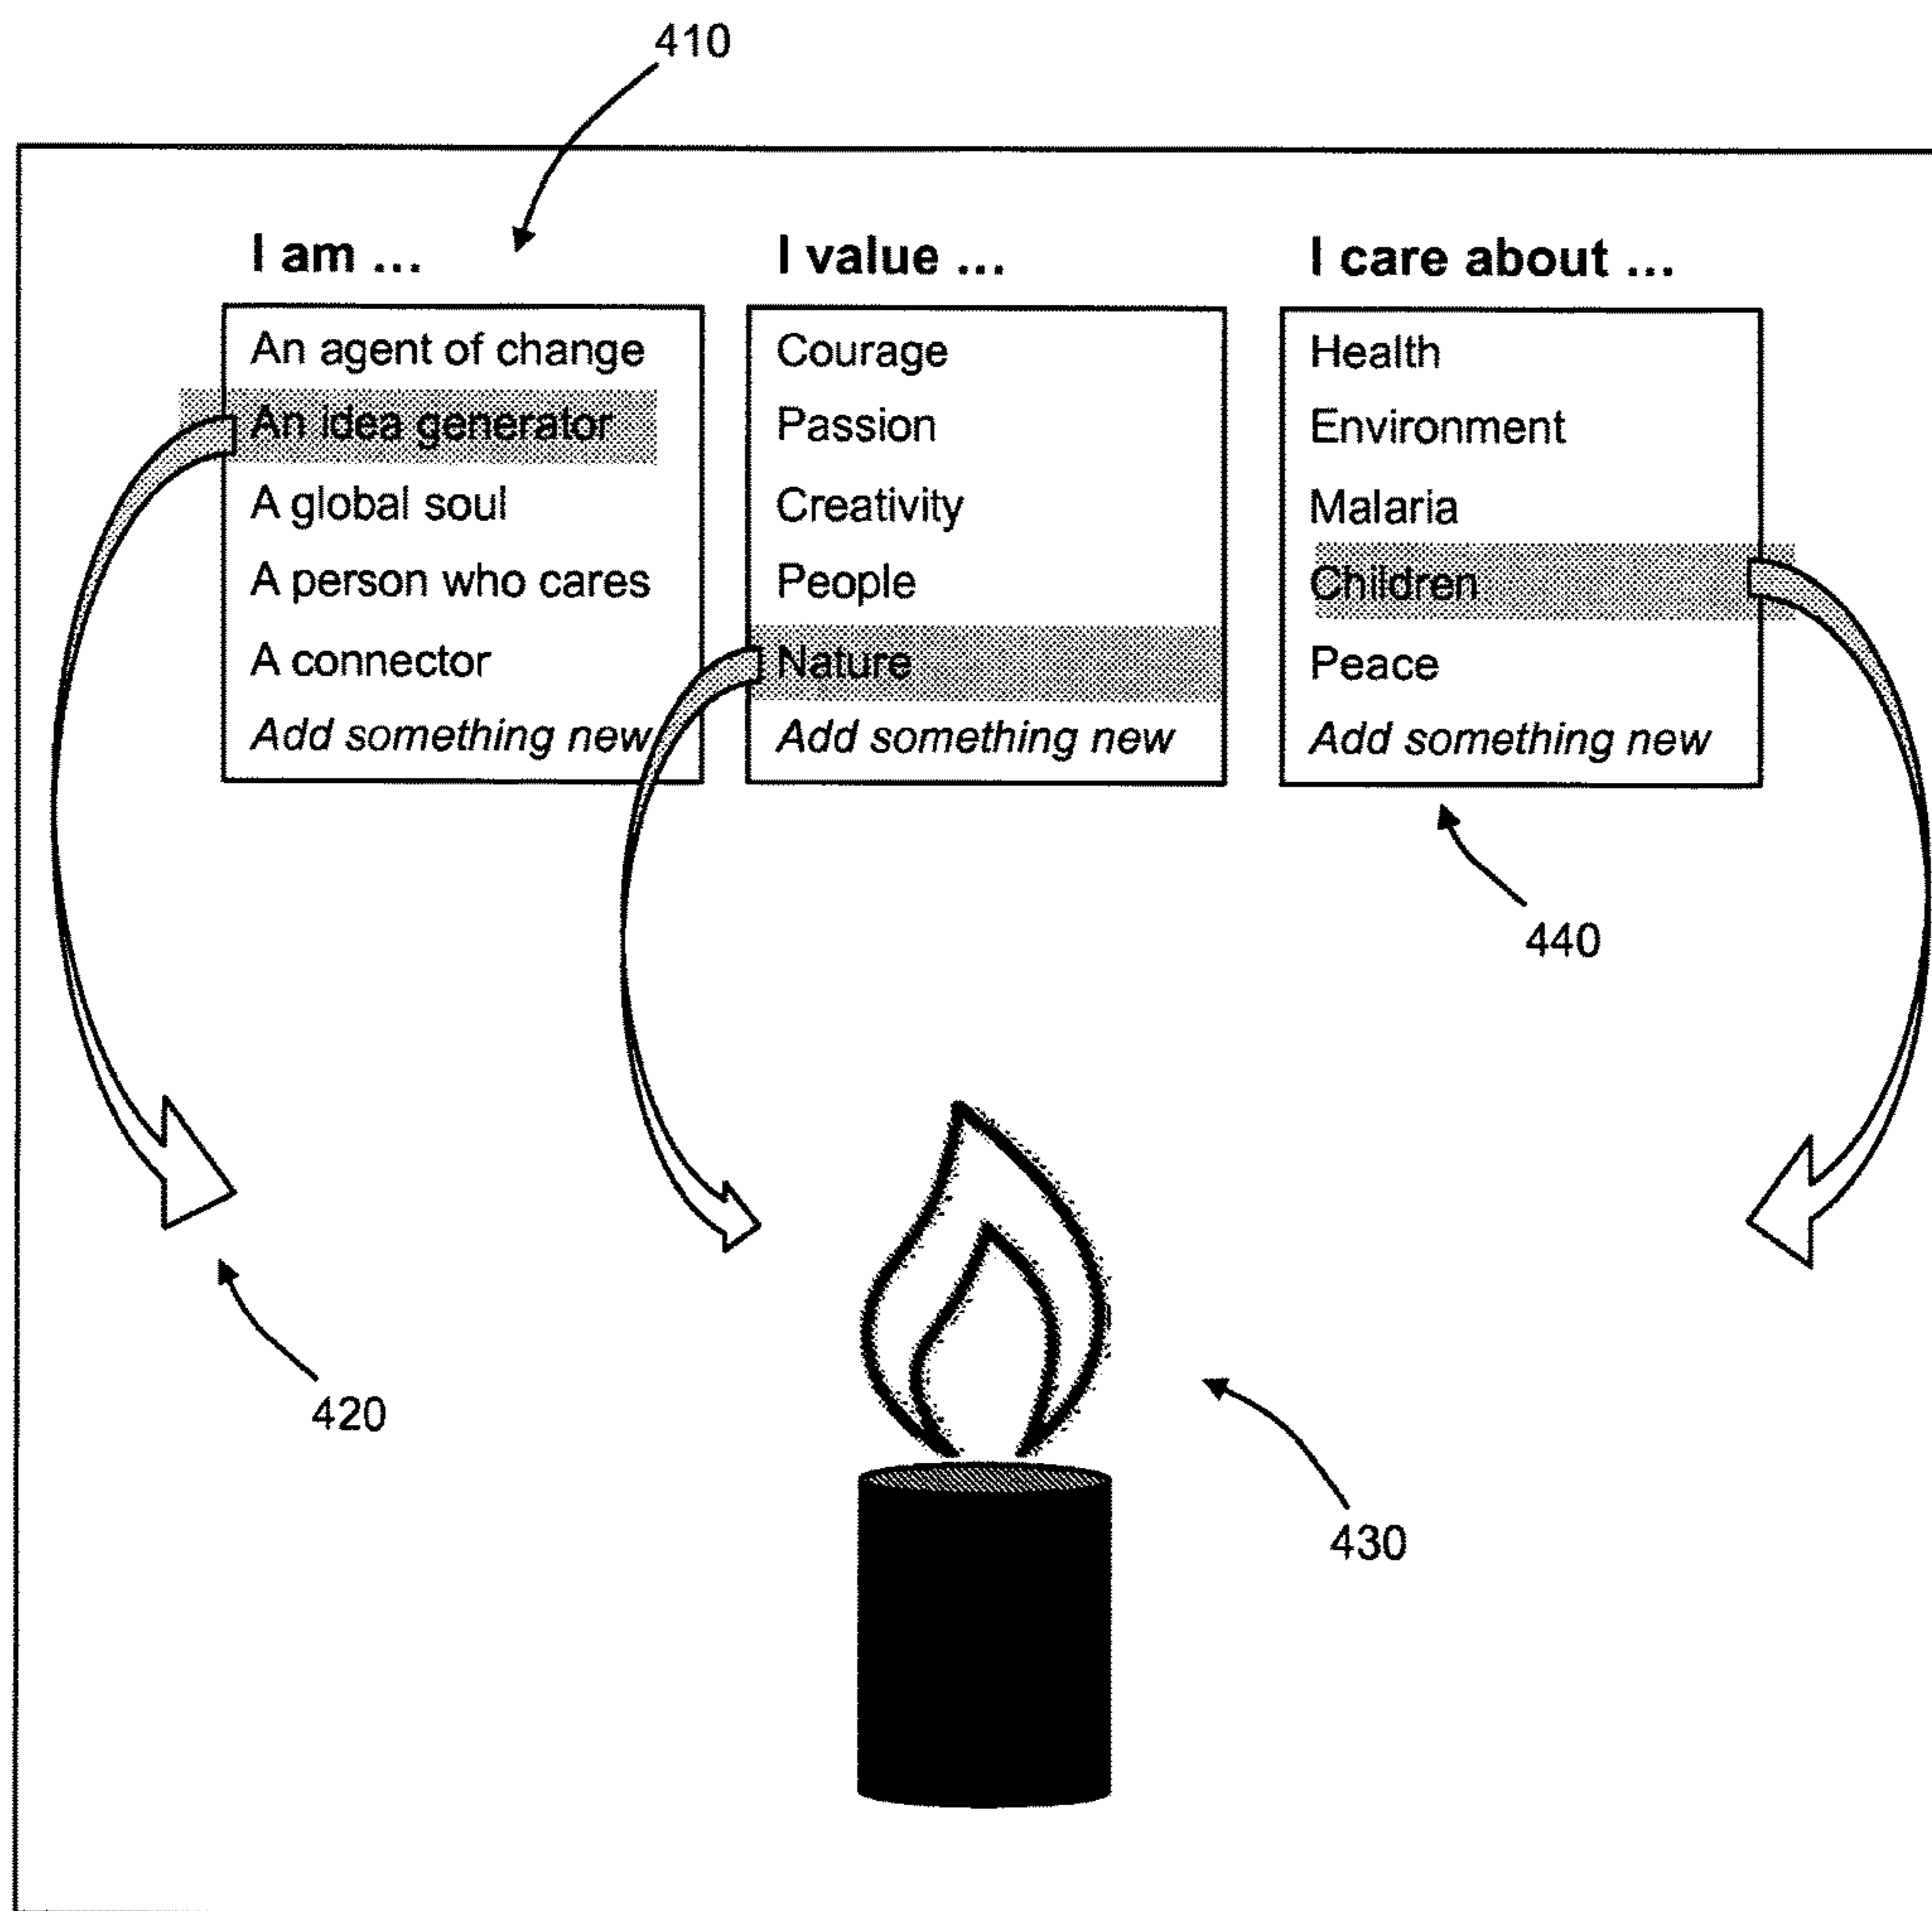 410
I am ...
An agent of change
An idea generator
A global soul
A person who cares
A connector
Add something new
I value ...
Courage
Passion
Creativity
People
Nature
Add something new
I care about ...
Health
Environment
Malaria
Children
Peace
Add something new
440
420
430